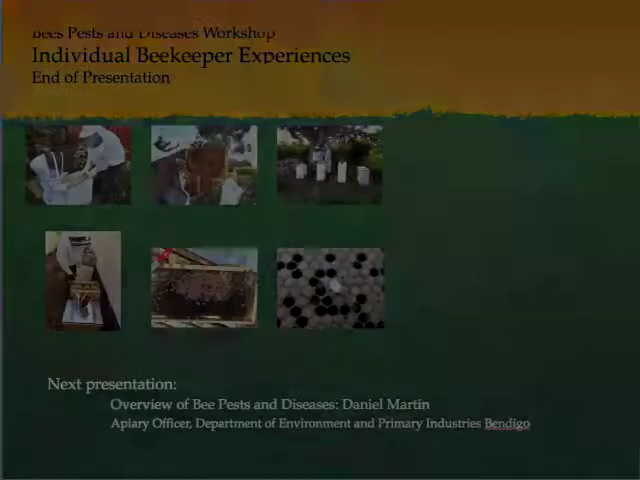 Bees Pests and Diseases Workshop
Individual Beekeeper Experiences
End of Presentation
Next presentation:
Overview of Bee Pests and Diseases: Daniel Martin
Apiary Officer, Department of Environment and Primary Industries Bendigo